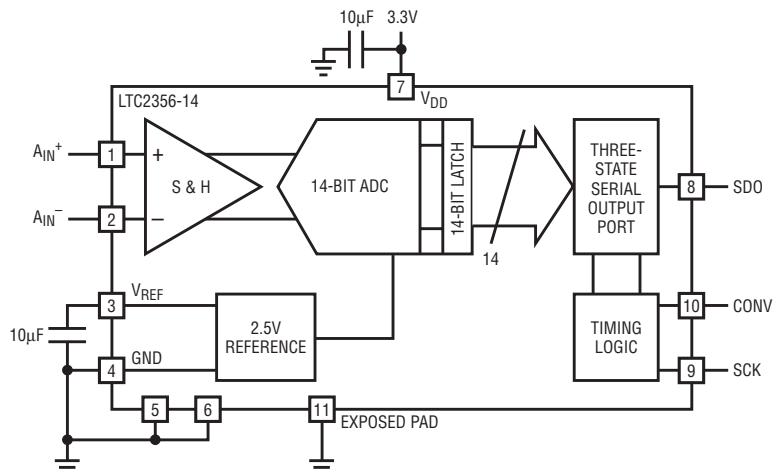 10µF 3.3V
7
LTC2356-14
VDD
AIN+ 1 +
S & H
14-BIT ADC
14-BIT LATCH
THREE-
STATE
SERIAL
OUTPUT
PORT
8 SDO
AIN– 2 –
14
3 VREF
10µF
2.5V
REFERENCE
TIMING
LOGIC
10 CONV
4 GND
9 SCK
5 6 11 EXPOSED PAD